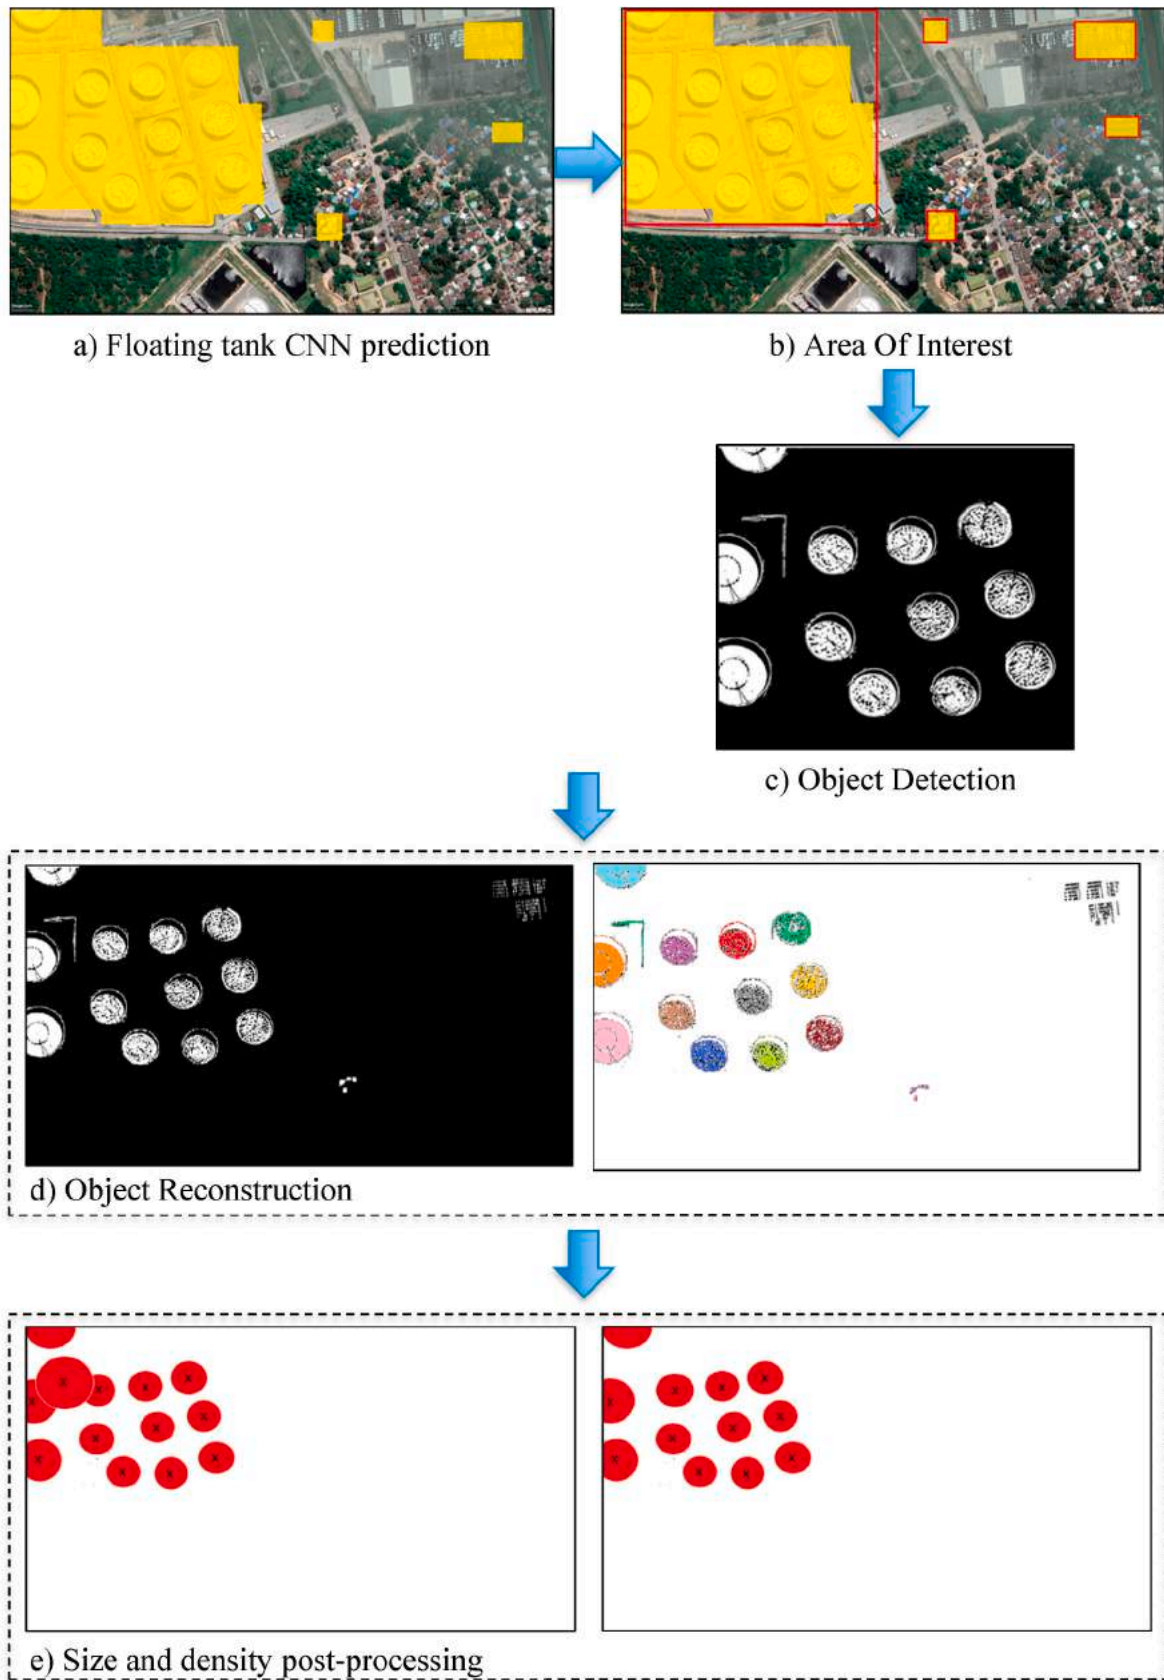 a) Floating tank CNN prediction
b) Area Of Interest
c) Object Detection
d) Object Reconstruction
e) Size and density post-processing